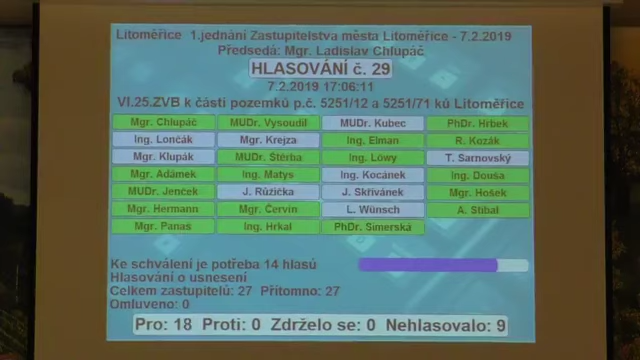 Litoměřice 1.jednání Zastupitelstva města Litoměřice - 7.2.2019
Předsedá: Mgr. Ladislav Chlupáč
HLASOVÁNÍ č. 29
7.2.2019 17:06:11
VI.25.ZVB k části pozemků p.č. 5251/12 a 5251/71 ků Litoměřice
Mgr. Chlupáč MUDr. Vysoudil MUDr. Kubec PhDr. Hrbek
Ing. Lončák Mgr. Krejza Ing. Elman R. Kozák
Mgr. Klupák MUDr. Štěrba Ing. Löwy T. Sarnovský
Mgr. Adámek Ing. Matys Ing. Kocánek Ing. Douša
MUDr. Jenček J. Růžička J. Skřivánek Mgr. Hošek
Mgr. Hermann Mgr. Červín L. Wünsch A. Štíbal
Mgr. Panaš Ing. Hrkal PhDr. Simerská
Ke schválení je potřeba 14 hlasů
Hlasování o usnesení
Celkem zastupitelů: 27 Přítomno: 27
Omluveno: 0
Pro: 18 Proti: 0 Zdrželo se: 0 Nehlasovalo: 9